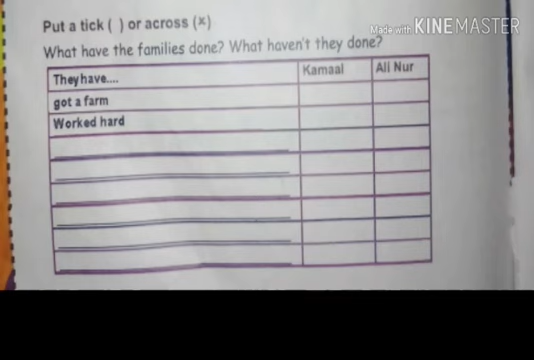 Put a tick ( ) or across (×)
Made with KINEMASTER
What have the families done? What haven't they done?
They have.... Kamaal Ali Nur
got a farm
Worked hard